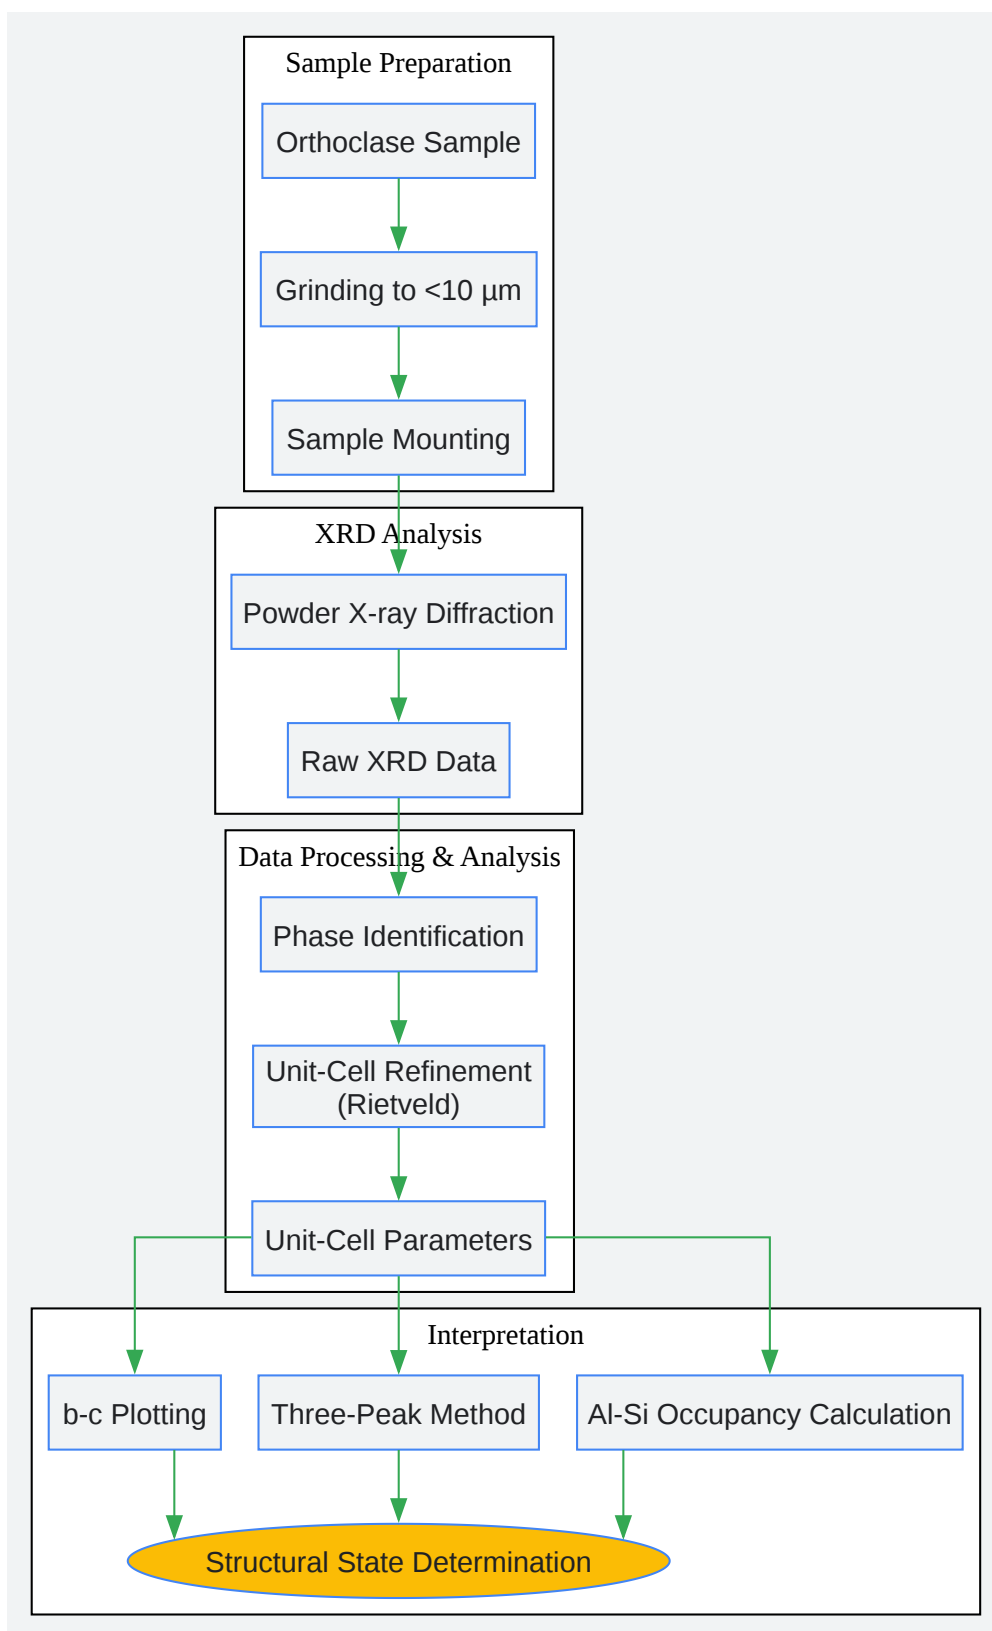 Sample Preparation
Orthoclase Sample
Grinding to <10 µm
Sample Mounting
XRD Analysis
Powder X-ray Diffraction
Raw XRD Data
Data Processing & Analysis
Phase Identification
Unit-Cell Refinement
(Rietveld)
Unit-Cell Parameters
Interpretation
b-c Plotting
Three-Peak Method
Al-Si Occupancy Calculation
Structural State Determination